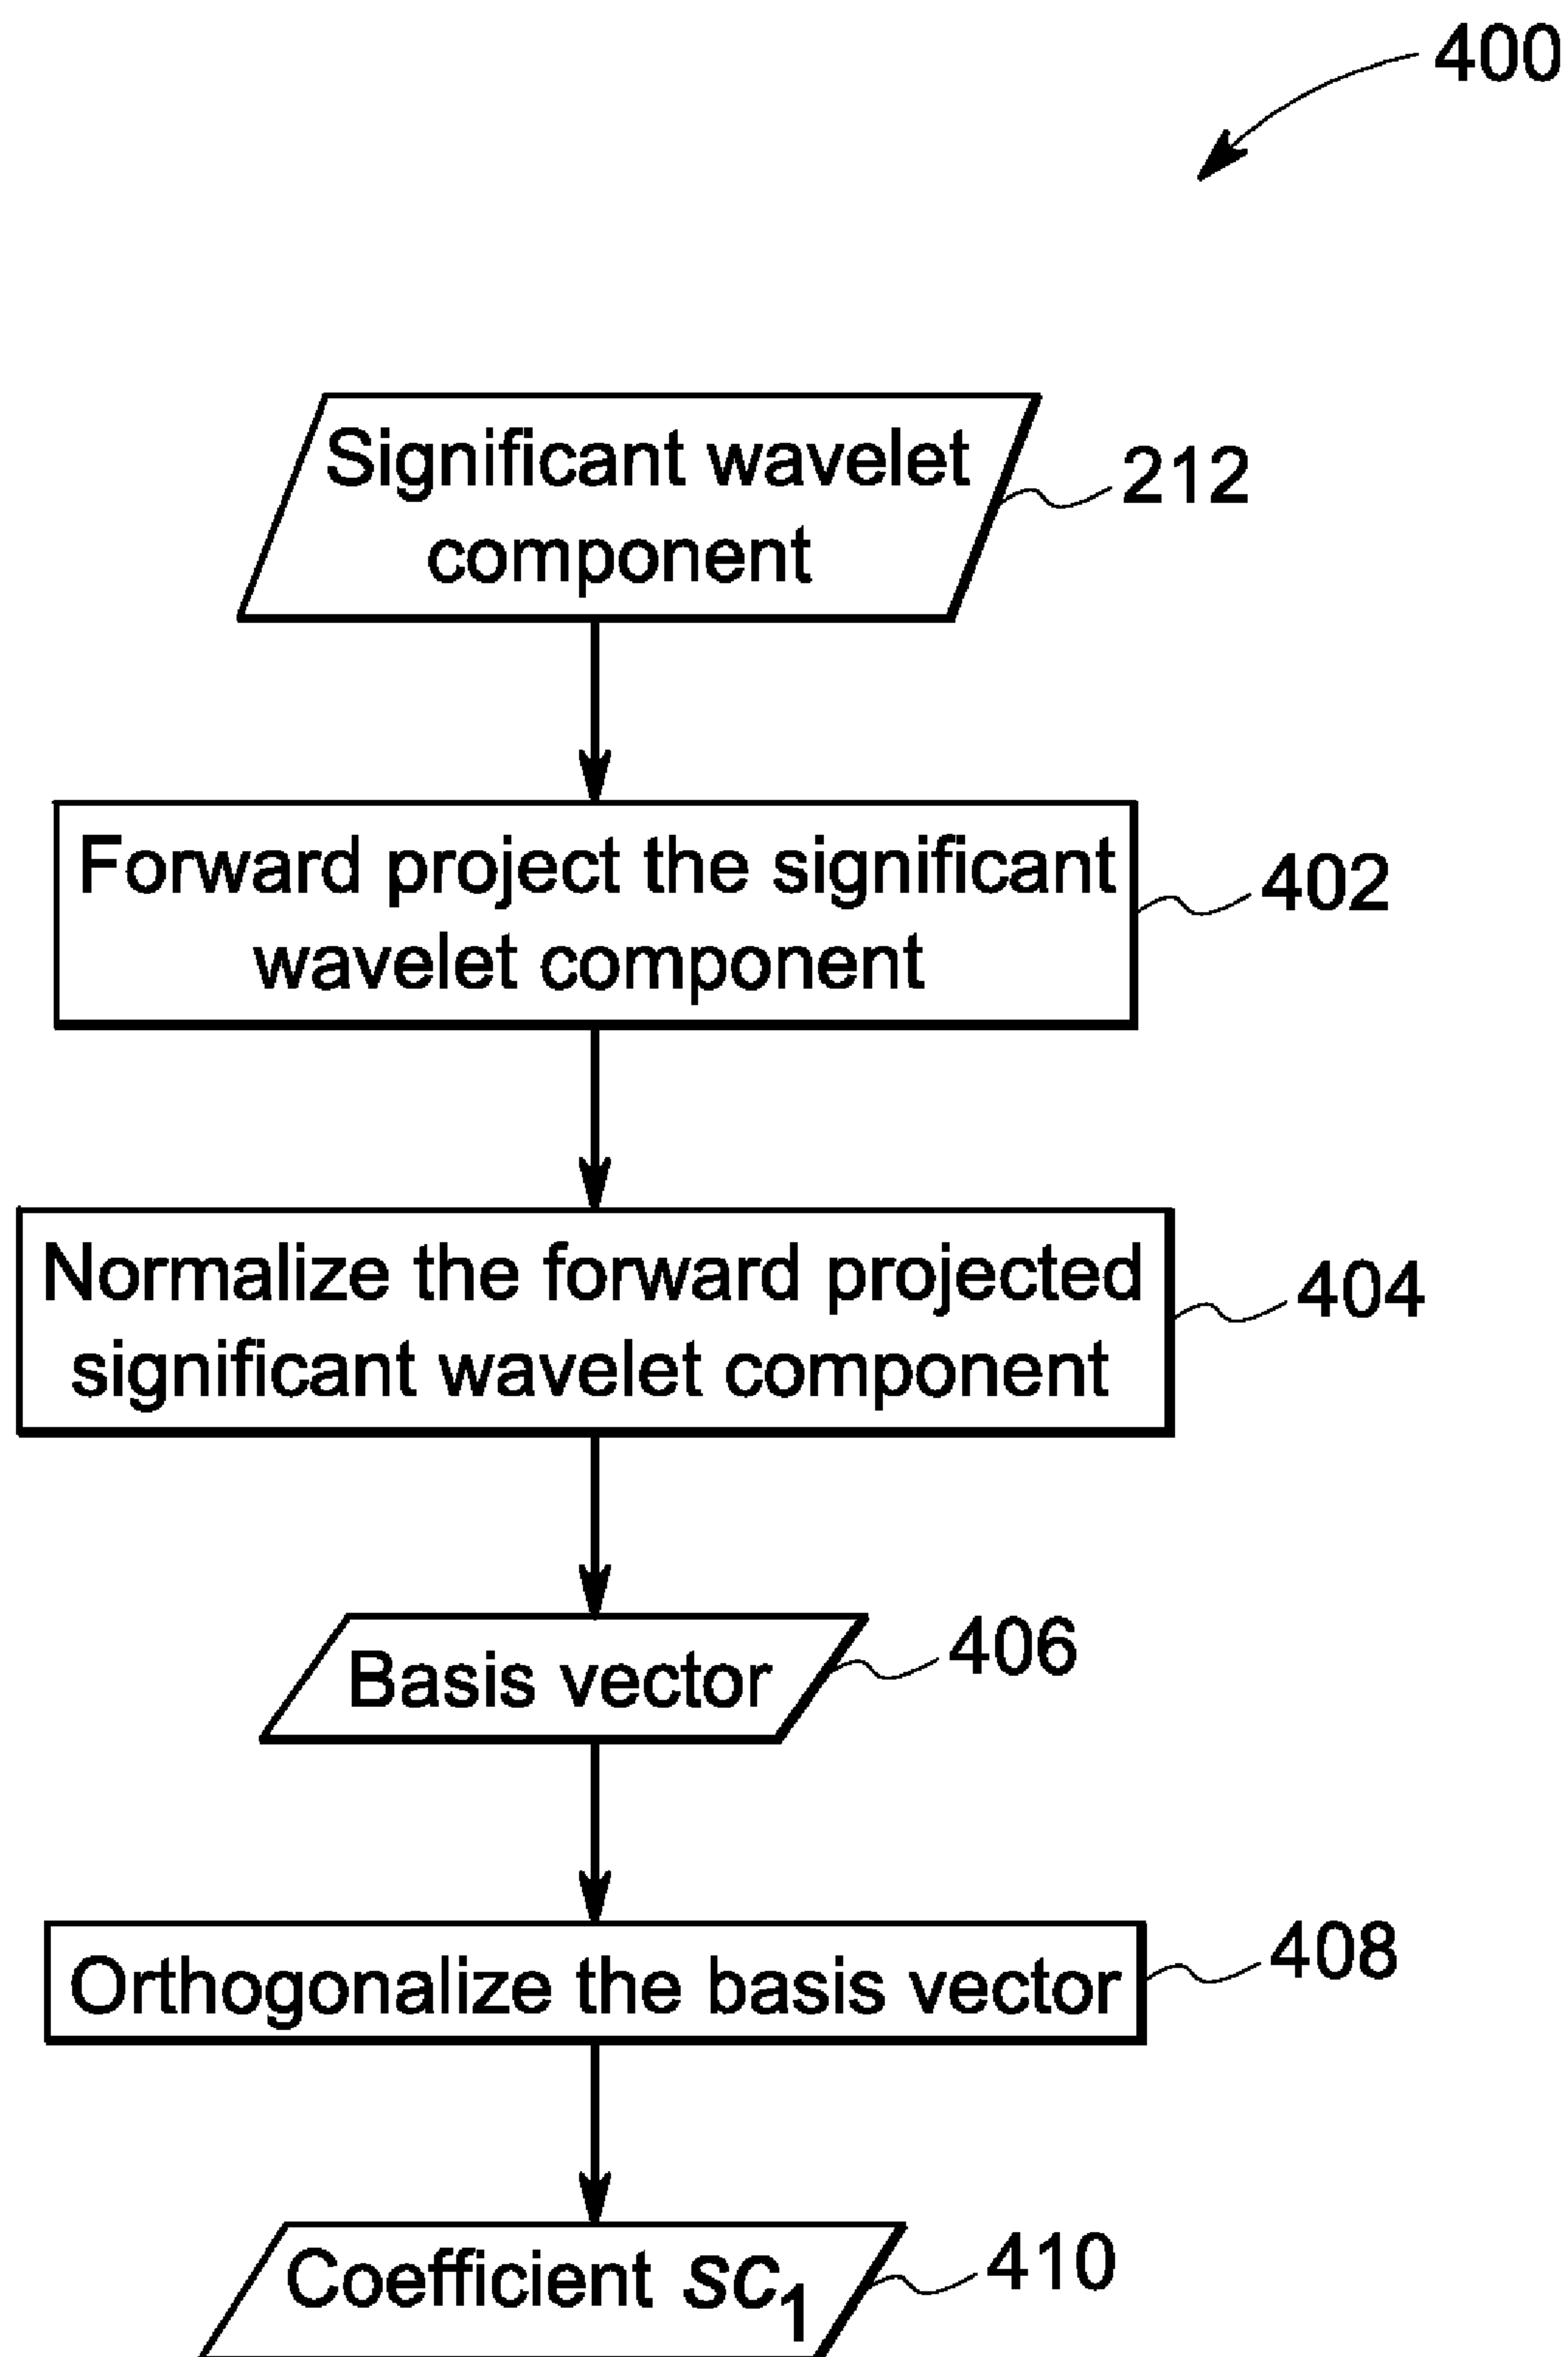 400
Significant wavelet
component
212
Forward project the significant
wavelet component
402
Normalize the forward projected
significant wavelet component
404
Basis vector
406
Orthogonalize the basis vector
408
Coefficient SC1
410